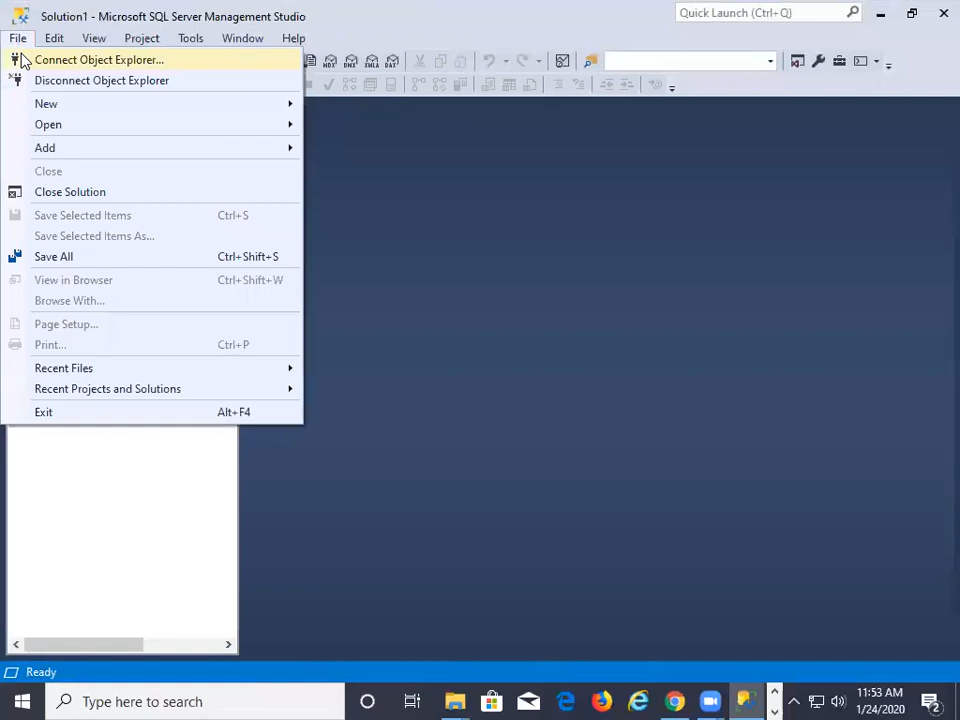 Solution1 - Microsoft SQL Server Management Studio
Quick Launch (Ctrl+Q)
File Edit View Project Tools Window Help
Connect Object Explorer...
Disconnect Object Explorer
New
Open
Add
Close
Close Solution
Save Selected Items Ctrl+S
Save Selected Items As...
Save All Ctrl+Shift+S
View in Browser Ctrl+Shift+W
Browse With...
Page Setup...
Print... Ctrl+P
Recent Files
Recent Projects and Solutions
Exit Alt+F4
Ready
Type here to search
11:53 AM
1/24/2020
2